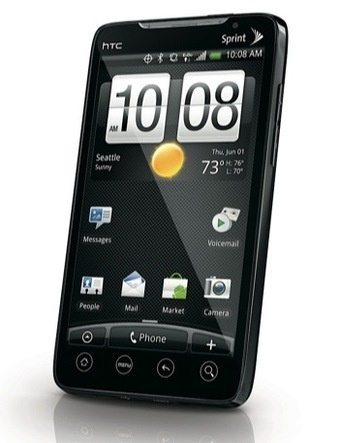 hTC
Sprint
10:08 AM
AM 10 08
Seattle
Sunny
Thu, Jun 01
73° H: 76°
L: 70°
Messages
Voicemail
People
Mail
Market
Camera
Phone
+
menu